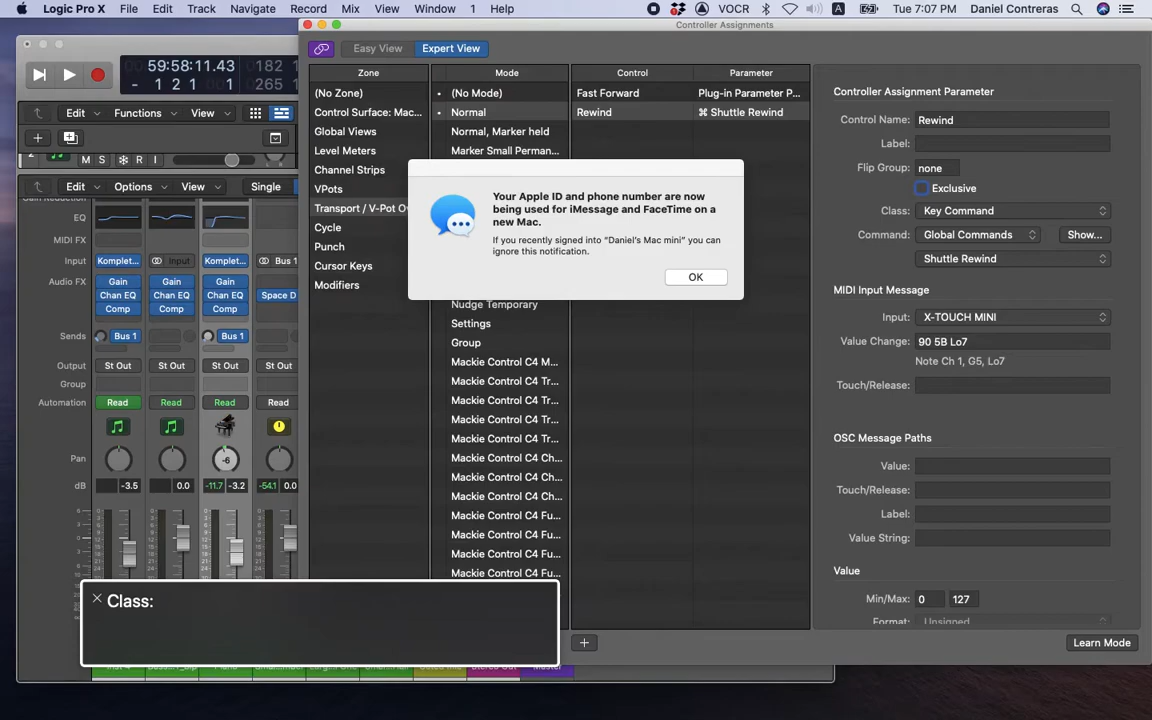 Logic Pro X File Edit Track Navigate Record Mix View Window 1 Help VOCR A Tue 7:07 PM Daniel Contreras
Controller Assignments
Easy View Expert View
59:58:11.43 182
1 2 1 1 265
Edit Functions View
M S R I
Edit Options View Single
EQ
MIDI FX
Input Komplet... Input Komplet... Bus 1
Audio FX Gain Gain Gain
Chan EQ Chan EQ Chan EQ Space D
Comp Comp Comp
Sends Bus 1 Bus 1
Output St Out St Out St Out St Out
Group
Automation Read Read Read Read
Pan -6
dB -3.5 0.0 -11.7 -3.2 -54.1 0.0
Zone
(No Zone)
Control Surface: Mac...
Global Views
Level Meters
Channel Strips
VPots
Transport / V-Pot Ov
Cycle
Punch
Cursor Keys
Modifiers
Mode
(No Mode)
Normal
Normal, Marker held
Marker Small Perman...
Nudge Temporary
Settings
Group
Mackie Control C4 M...
Mackie Control C4 Tr...
Mackie Control C4 Tr...
Mackie Control C4 Tr...
Mackie Control C4 Tr...
Mackie Control C4 Ch...
Mackie Control C4 Ch...
Mackie Control C4 Ch...
Mackie Control C4 Fu...
Mackie Control C4 Fu...
Mackie Control C4 Fu...
Mackie Control C4 Fu...
Control Parameter
Fast Forward Plug-in Parameter P...
Rewind ⌘ Shuttle Rewind
Your Apple ID and phone number are now
being used for iMessage and FaceTime on a
new Mac.
If you recently signed into “Daniel’s Mac mini” you can
ignore this notification.
OK
Controller Assignment Parameter
Control Name: Rewind
Label:
Flip Group: none
Exclusive
Class: Key Command
Command: Global Commands Show...
Shuttle Rewind
MIDI Input Message
Input: X-TOUCH MINI
Value Change: 90 5B Lo7
Note Ch 1, G5, Lo7
Touch/Release:
OSC Message Paths
Value:
Touch/Release:
Label:
Value String:
Value
Min/Max: 0 127
Format: Unsigned
Learn Mode
Class: